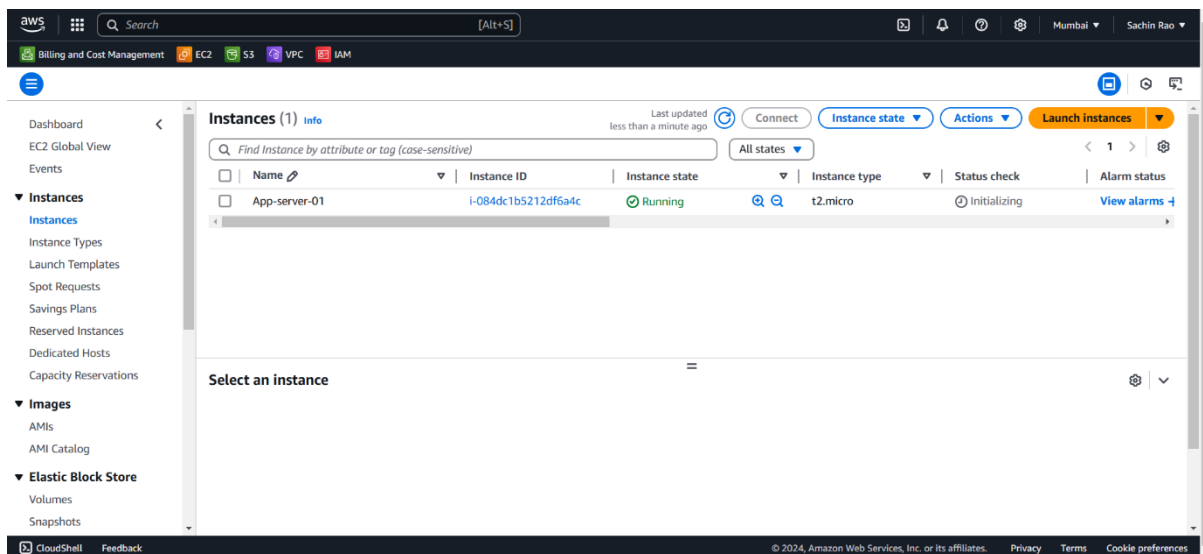 aws Search [Alt+S] Mumbai ▼ Sachin Rao ▼
Billing and Cost Management EC2 S3 VPC IAM
Dashboard
EC2 Global View
Events
▼ Instances
Instances
Instance Types
Launch Templates
Spot Requests
Savings Plans
Reserved Instances
Dedicated Hosts
Capacity Reservations
▼ Images
AMIs
AMI Catalog
▼ Elastic Block Store
Volumes
Snapshots
Instances (1) Info
Last updated
less than a minute ago
Connect Instance state ▼ Actions ▼ Launch instances ▼
Find Instance by attribute or tag (case-sensitive) All states ▼ < 1 >
Name Instance ID Instance state Instance type Status check Alarm status
App-server-01 i-084dc1b5212df6a4c Running t2.micro Initializing View alarms +
Select an instance
CloudShell Feedback © 2024, Amazon Web Services, Inc. or its affiliates. Privacy Terms Cookie preferences